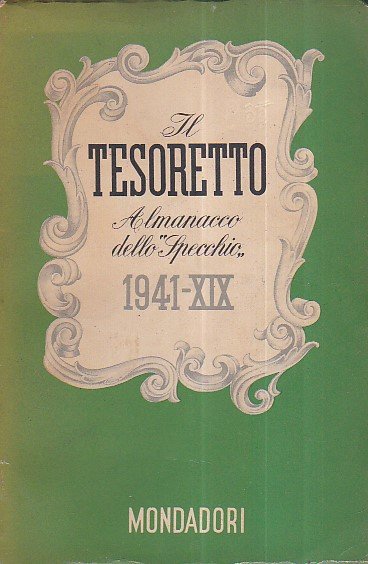 Il
TESORETTO
Almanacco
dello "Specchio„
1941-XIX
MONDADORI